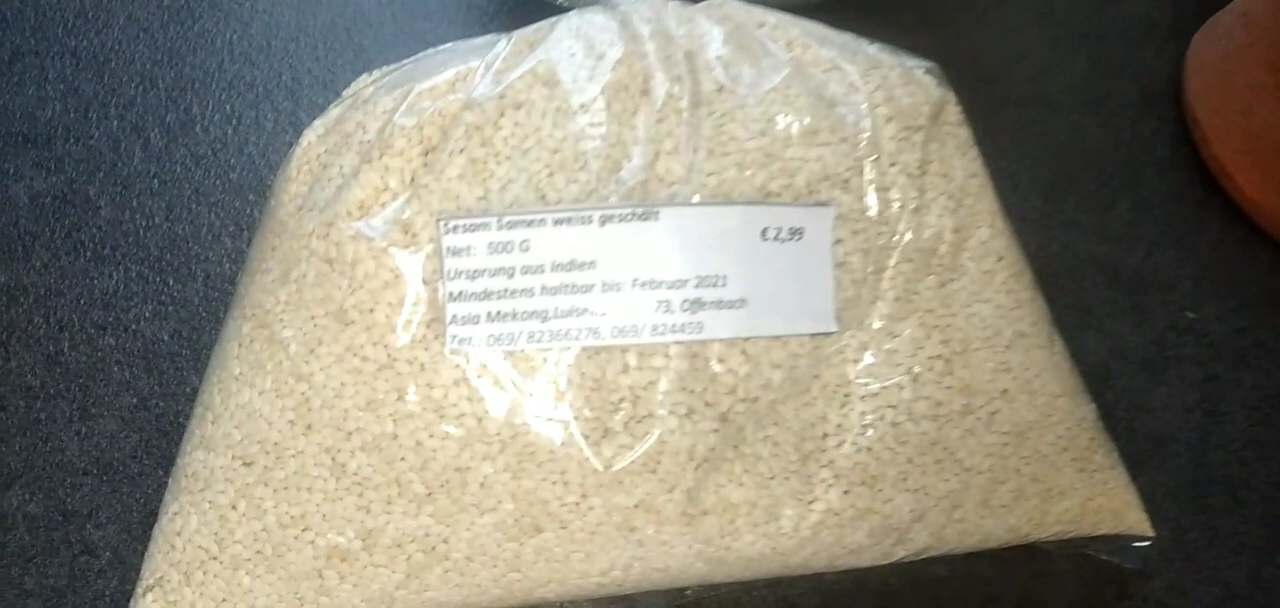 Sesam Samen weiss geschält
€ 2,99
Net: 500 G
Ursprung aus Indien
Mindestens haltbar bis: Februar 2021
Asia Mekong, 73, Offenbach
Tel.: 069/ 82366276, 069/ 824459